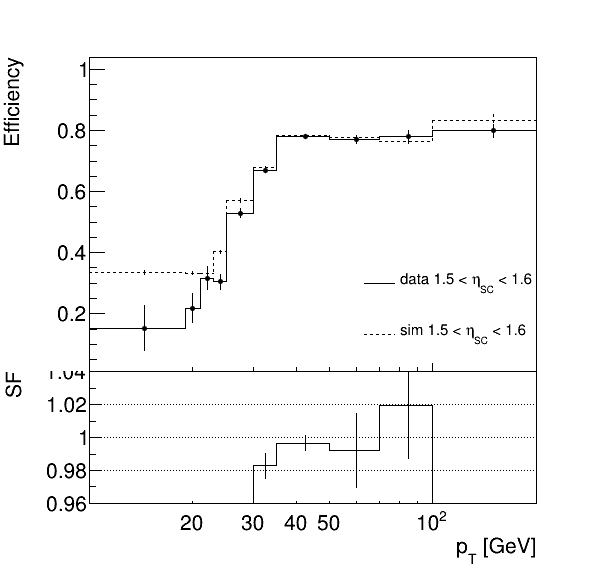 Efficiency
1
0.8
0.6
0.4
0.2
data 1.5 < η_SC < 1.6
sim 1.5 < η_SC < 1.6
SF
1.04
1.02
1
0.98
0.96
20 30 40 50 10²
p_T [GeV]